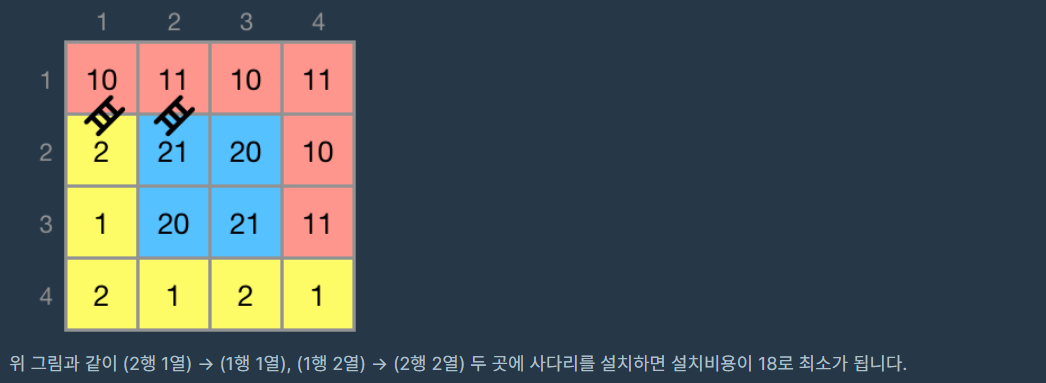 1 2 3 4
1 10 11 10 11
2 2 21 20 10
3 1 20 21 11
4 2 1 2 1
위 그림과 같이 (2행 1열) → (1행 1열), (1행 2열) → (2행 2열) 두 곳에 사다리를 설치하면 설치비용이 18로 최소가 됩니다.